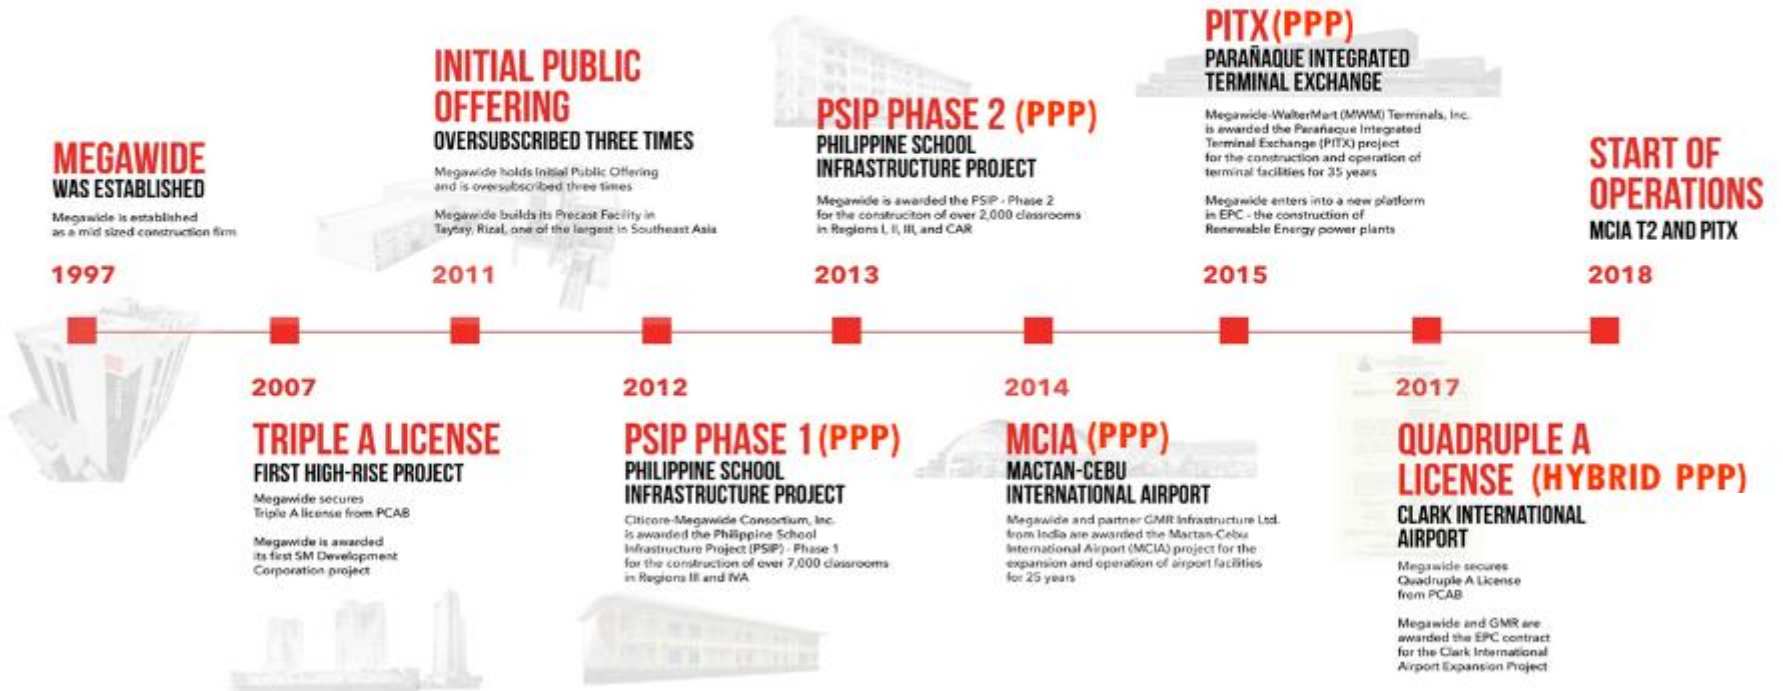 MEGAWIDE
WAS ESTABLISHED
Megawide is established
as a mid sized construction firm
1997
2007
TRIPLE A LICENSE
FIRST HIGH-RISE PROJECT
Megawide secures
Triple A license from PCAB
Megawide is awarded
its first SM Development
Corporation project
INITIAL PUBLIC
OFFERING
OVERSUBSCRIBED THREE TIMES
Megawide holds Initial Public Offering
and is oversubscribed three times
Megawide builds its Precast Facility in
Taytay, Rizal, one of the largest in Southeast Asia
2011
2012
PSIP PHASE 1 (PPP)
PHILIPPINE SCHOOL
INFRASTRUCTURE PROJECT
Citicore-Megawide Consortium, Inc.
is awarded the Philippine School
Infrastructure Project (PSIP) - Phase 1
for the construction of over 7,000 classrooms
in Regions III and IVA
PSIP PHASE 2 (PPP)
PHILIPPINE SCHOOL
INFRASTRUCTURE PROJECT
Megawide is awarded the PSIP - Phase 2
for the construciton of over 2,000 classrooms
in Regions I, II, III, and CAR
2013
2014
MCIA (PPP)
MACTAN-CEBU
INTERNATIONAL AIRPORT
Megawide and partner GMR Infrastructure Ltd.
from India are awarded the Mactan-Cebu
International Airport (MCIA) project for the
expansion and operation of airport facilities
for 25 years
PITX (PPP)
PARAÑAQUE INTEGRATED
TERMINAL EXCHANGE
Megawide-WalterMart (MWM) Terminals, Inc.
is awarded the Parañaque Integrated
Terminal Exchange (PITX) project
for the construction and operation of
terminal facilities for 35 years
Megawide enters into a new platform
in EPC - the construction of
Renewable Energy power plants
2015
2017
QUADRUPLE A
LICENSE (HYBRID PPP)
CLARK INTERNATIONAL
AIRPORT
Megawide secures
Quadruple A License
from PCAB
Megawide and GMR are
awarded the EPC contract
for the Clark International
Airport Expansion Project
START OF
OPERATIONS
MCIA T2 AND PITX
2018